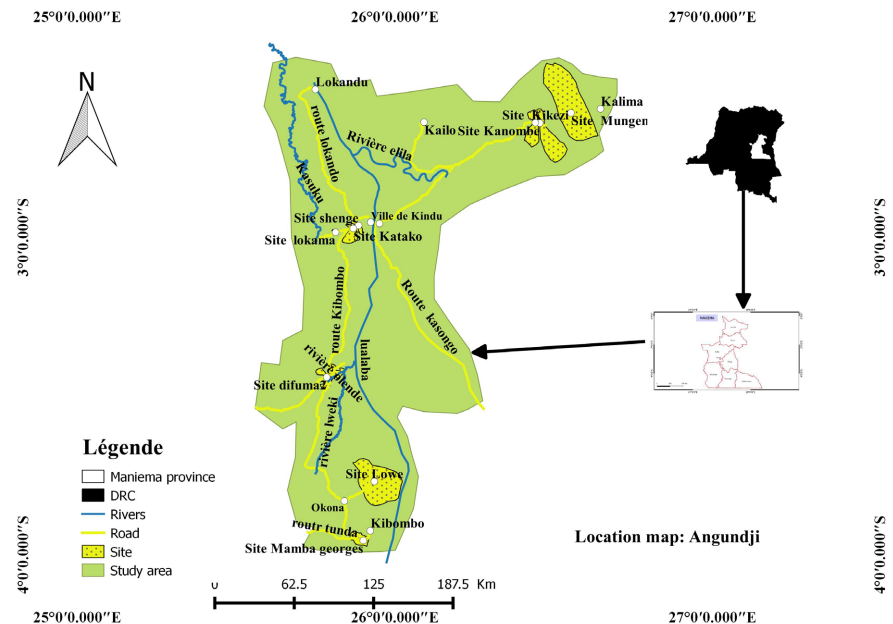 25°0'0.000"E
26°0'0.000"E
27°0'0.000"E
N
Lokandu
Kalima
Site Kikezi
Site Mungen
Kailo
Site Kanombe
route lokando
Rivière elila
Kasuku
3°0'0.000"S
3°0'0.000"S
Site shenge
Ville de Kindu
Site lokama
Site Katako
route Kibombo
Route kasongo
lualaba
rivière plende
Site difuma2
rivière lweki
Site Lowe
Okona
routr tunda
Kibombo
Site Mamba georges
Légende
Maniema province
DRC
Rivers
Road
Site
Study area
Location map: Angundji
4°0'0.000"S
4°0'0.000"S
0 62.5 125 187.5 Km
25°0'0.000"E
26°0'0.000"E
27°0'0.000"E